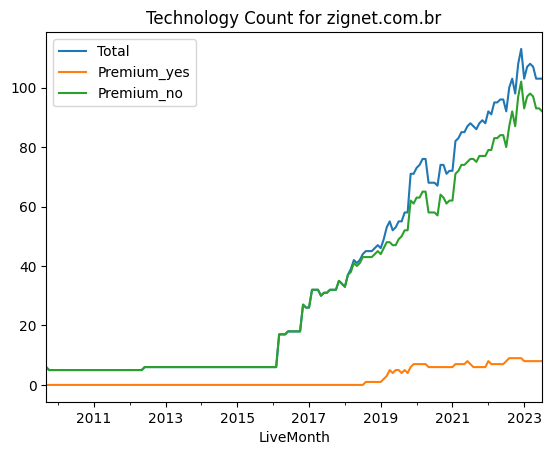 Technology Count for zignet.com.br
Total
Premium_yes
Premium_no
100
80
60
40
20
0
2011 2013 2015 2017 2019 2021 2023
LiveMonth